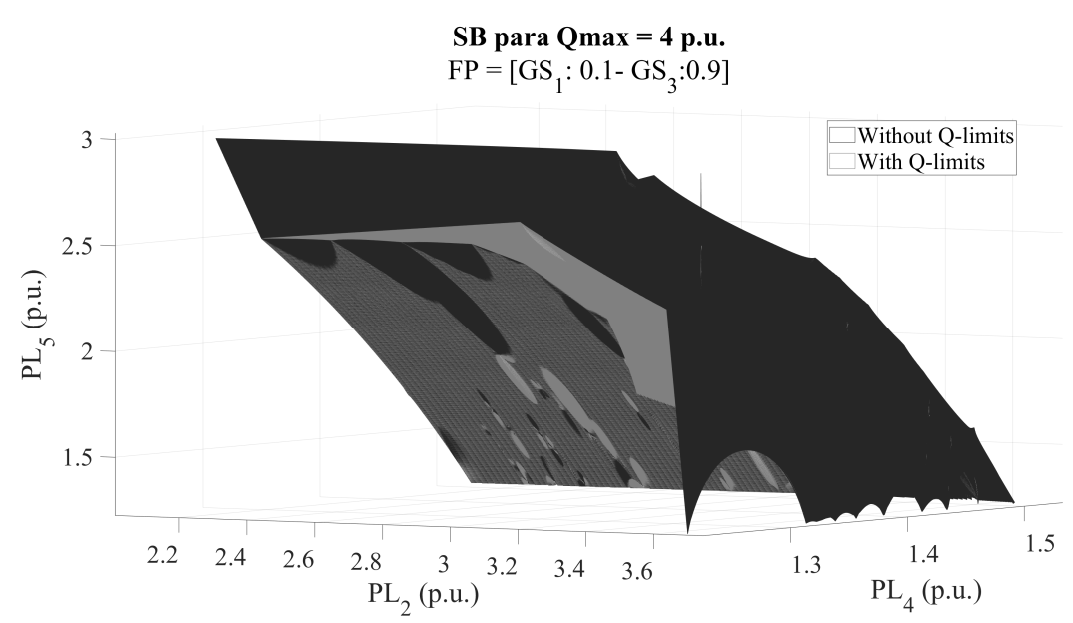 SB para Qmax = 4 p.u.
FP = [GS1: 0.1- GS3:0.9]
Without Q-limits
With Q-limits
3
2.5
2
1.5
PL5 (p.u.)
2.2
2.4
2.6
2.8
3
3.2
3.4
3.6
PL2 (p.u.)
1.3
1.4
1.5
PL4 (p.u.)